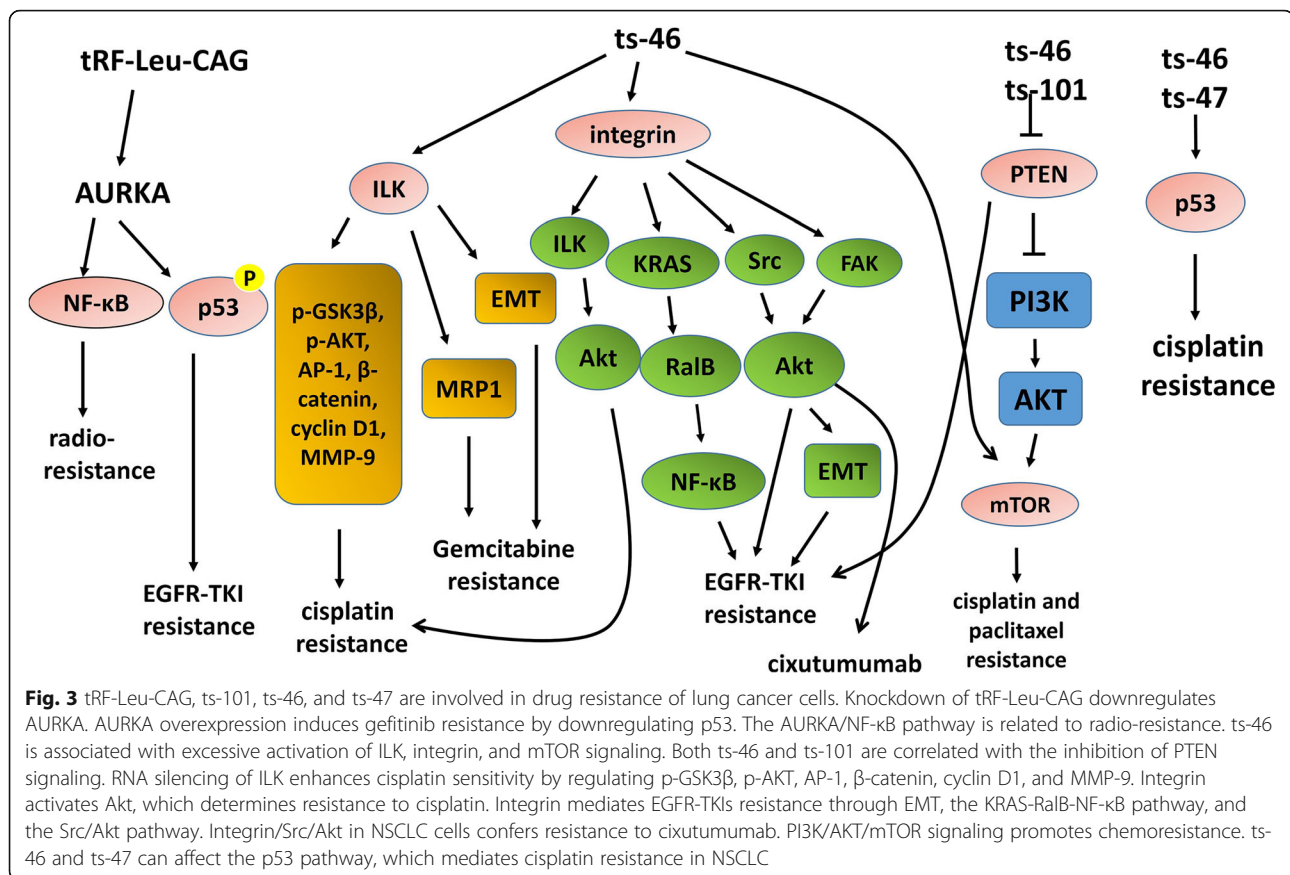 tRF-Leu-CAG
AURKA
NF-κB
p53
P
radio-
resistance
EGFR-TKI
resistance
ts-46
ILK
p-GSK3β,
p-AKT,
AP-1, β-
catenin,
cyclin D1,
MMP-9
EMT
MRP1
cisplatin
resistance
Gemcitabine
resistance
integrin
ILK
KRAS
Src
FAK
Akt
RalB
Akt
NF-κB
EMT
EGFR-TKI
resistance
cixutumumab
ts-46
ts-101
PTEN
PI3K
AKT
mTOR
cisplatin and
paclitaxel
resistance
ts-46
ts-47
p53
cisplatin
resistance
Fig. 3 tRF-Leu-CAG, ts-101, ts-46, and ts-47 are involved in drug resistance of lung cancer cells. Knockdown of tRF-Leu-CAG downregulates
AURKA. AURKA overexpression induces gefitinib resistance by downregulating p53. The AURKA/NF-κB pathway is related to radio-resistance. ts-46
is associated with excessive activation of ILK, integrin, and mTOR signaling. Both ts-46 and ts-101 are correlated with the inhibition of PTEN
signaling. RNA silencing of ILK enhances cisplatin sensitivity by regulating p-GSK3β, p-AKT, AP-1, β-catenin, cyclin D1, and MMP-9. Integrin
activates Akt, which determines resistance to cisplatin. Integrin mediates EGFR-TKIs resistance through EMT, the KRAS-RalB-NF-κB pathway, and
the Src/Akt pathway. Integrin/Src/Akt in NSCLC cells confers resistance to cixutumumab. PI3K/AKT/mTOR signaling promotes chemoresistance. ts-
46 and ts-47 can affect the p53 pathway, which mediates cisplatin resistance in NSCLC